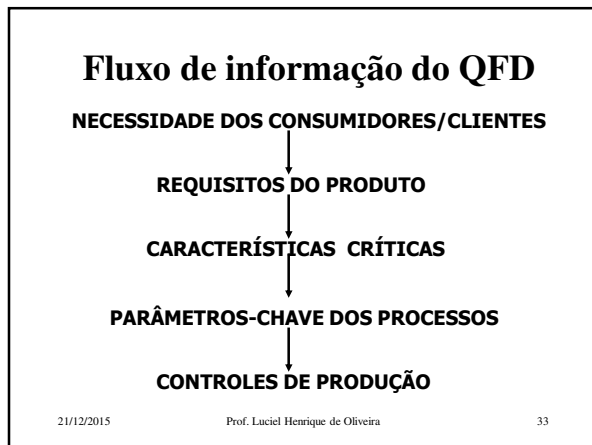 Fluxo de informação do QFD
NECESSIDADE DOS CONSUMIDORES/CLIENTES
REQUISITOS DO PRODUTO
CARACTERÍSTICAS CRÍTICAS
PARÂMETROS-CHAVE DOS PROCESSOS
CONTROLES DE PRODUÇÃO
21/12/2015 Prof. Luciel Henrique de Oliveira 33